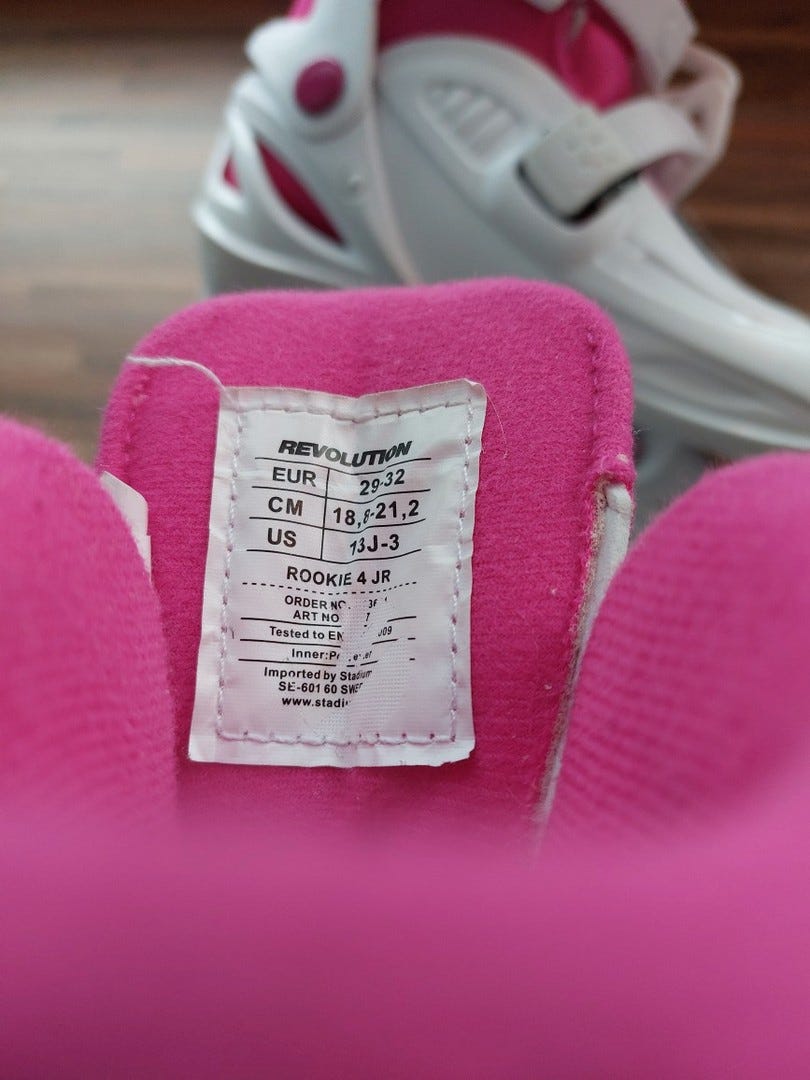 REVOLUTION
EUR 29-32
CM 18,8-21,2
US 13J-3
ROOKIE 4 JR
ORDER NO
ART NO
Tested to EN
Imported by Stadium
SE-601 60